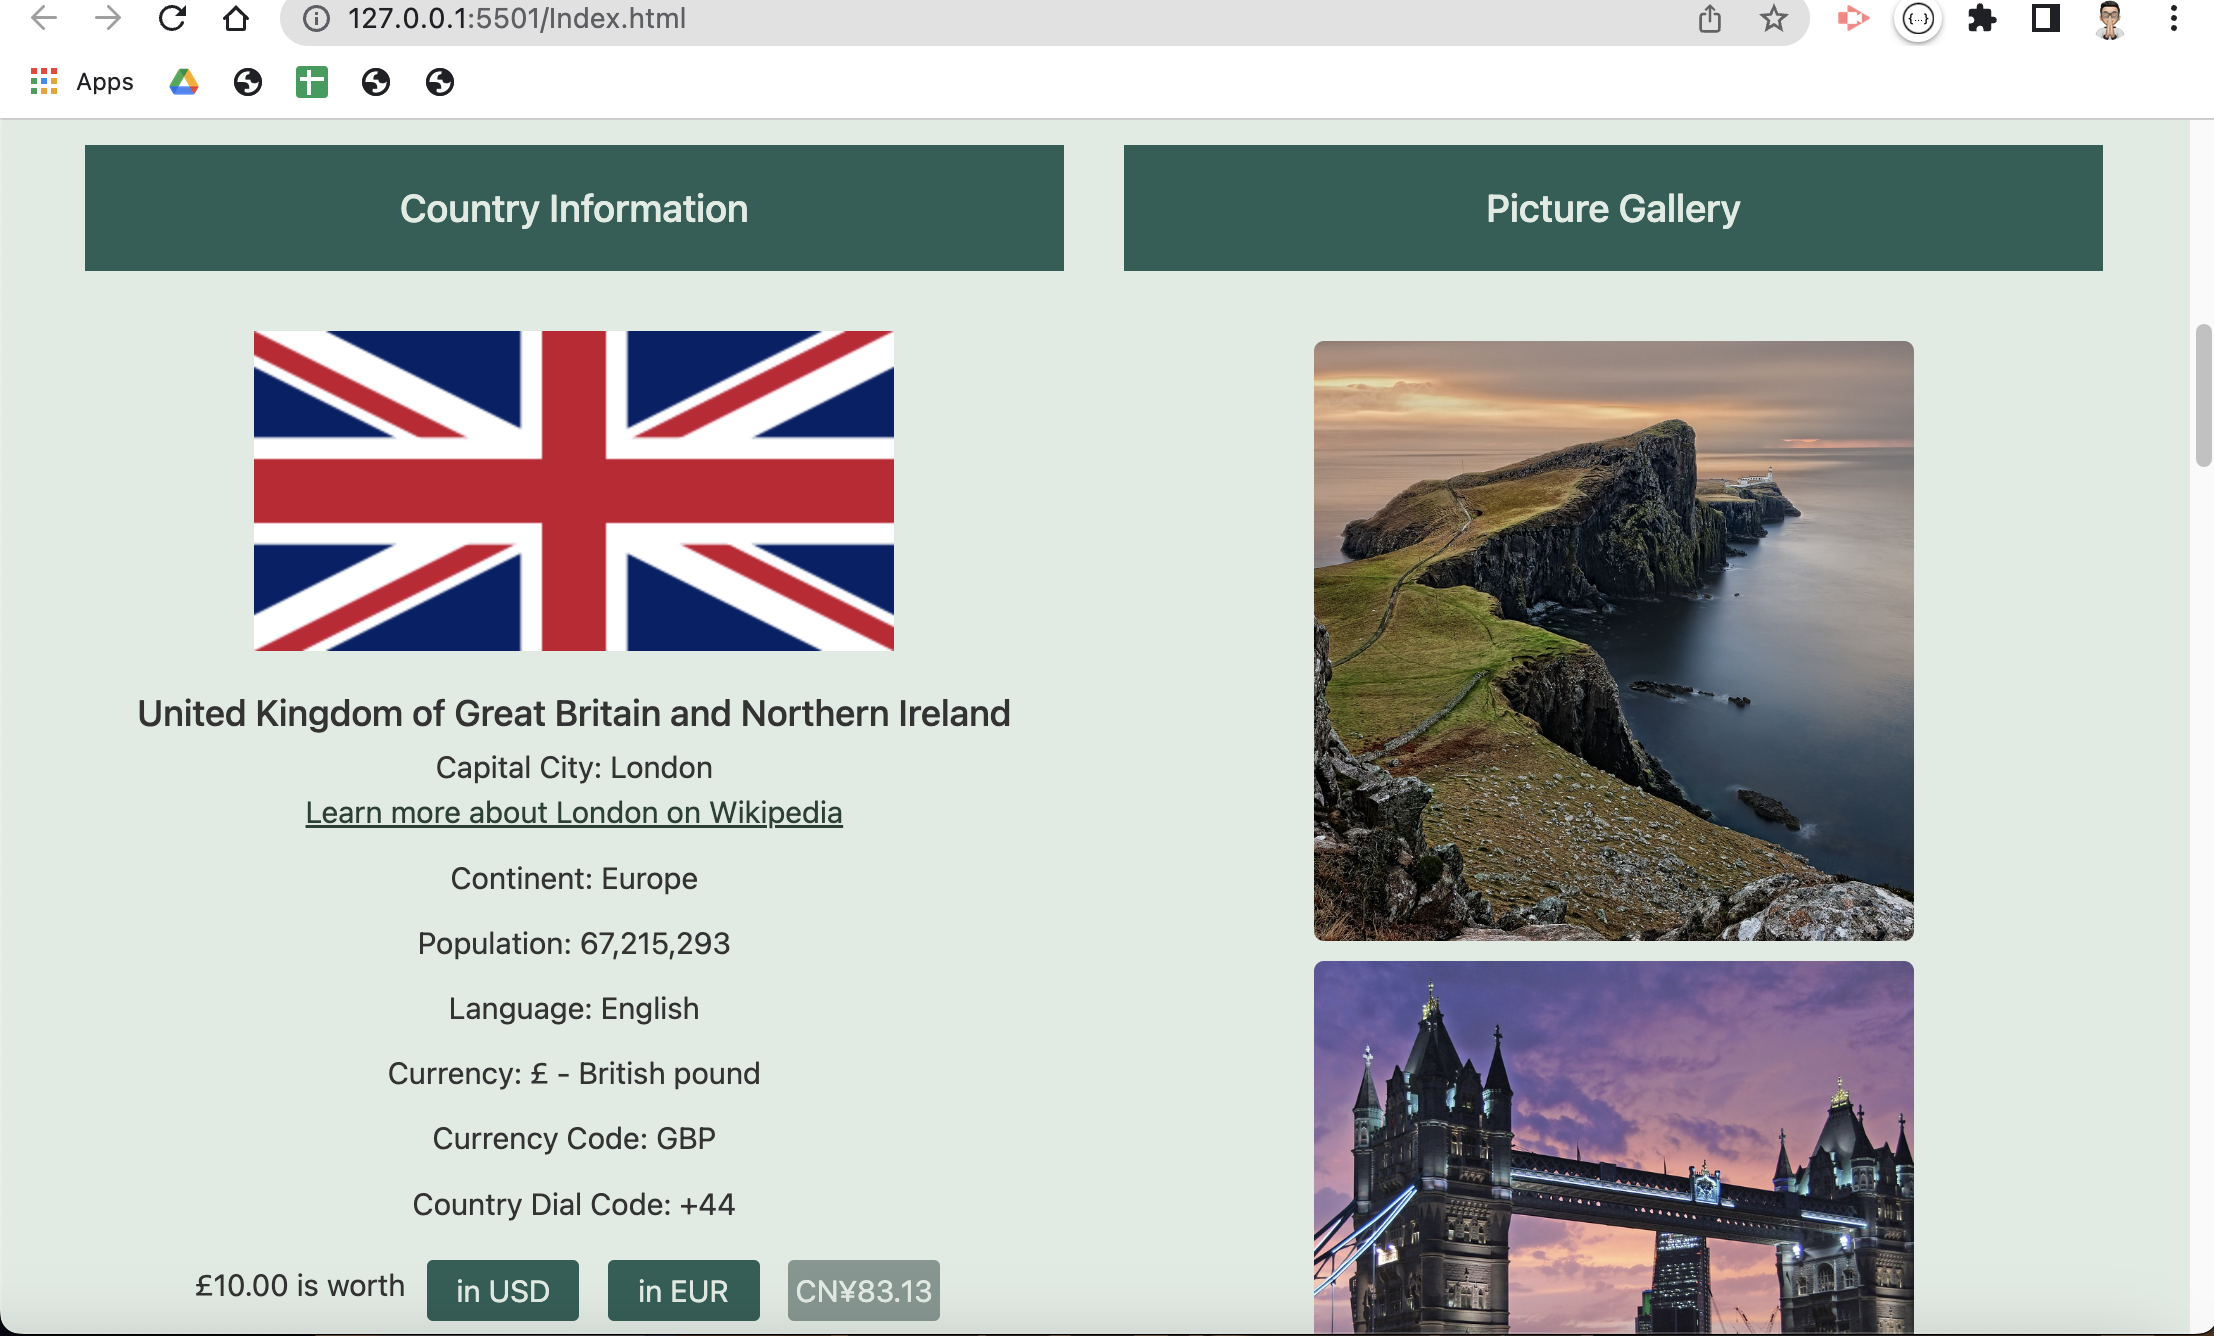 127.0.0.1:5501/Index.html
Apps
Country Information
Picture Gallery
United Kingdom of Great Britain and Northern Ireland
Capital City: London
Learn more about London on Wikipedia
Continent: Europe
Population: 67,215,293
Language: English
Currency: £ - British pound
Currency Code: GBP
Country Dial Code: +44
£10.00 is worth in USD in EUR CN¥83.13